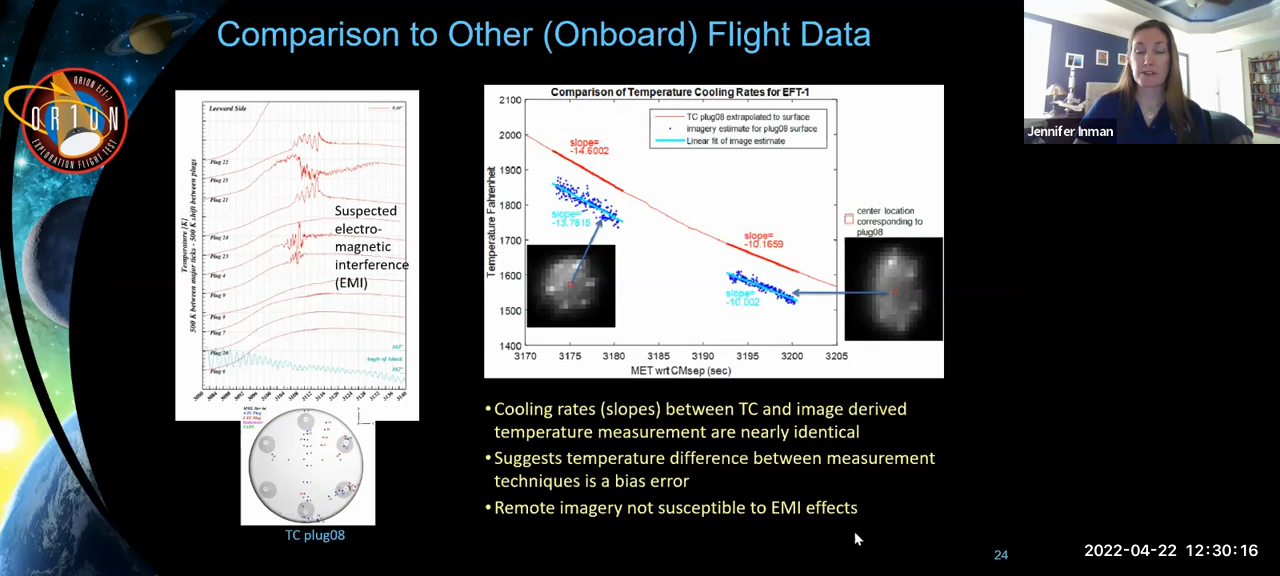 Comparison to Other (Onboard) Flight Data
Jennifer Inman
ORION EFT-1
OR1ON
EXPLORATION FLIGHT TEST
Leeward Side
Plug 22
Plug 25
Plug 21
Plug 24
Plug 23
Plug 4
Plug 9
Plug 7
Plug 6
Temperature [K]
500 K between major ticks - 500 K shift between plugs
Angle of Attack
Suspected
electro-
magnetic
interference
(EMI)
TC plug08
Comparison of Temperature Cooling Rates for EFT-1
TC plug08 extrapolated to surface
imagery estimate for plug08 surface
Linear fit of image estimate
Temperature Fahrenheit
2100
2000
1900
1800
1700
1600
1500
1400
slope=
-14.6002
slope=
-13.7816
slope=
-10.1659
slope=
-10.002
center location
corresponding to
plug08
3170 3175 3180 3185 3190 3195 3200 3205
MET wrt CMsep (sec)
•Cooling rates (slopes) between TC and image derived
temperature measurement are nearly identical
•Suggests temperature difference between measurement
techniques is a bias error
•Remote imagery not susceptible to EMI effects
24
2022-04-22 12:30:16